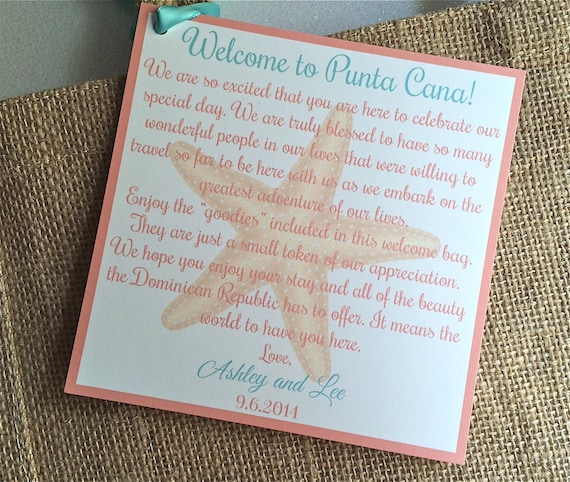 Welcome to Punta Cana!
We are so excited that you are here to celebrate our
special day. We are truly blessed to have so many
wonderful people in our lives that were willing to
travel so far to be here with us as we embark on the
greatest adventure of our lives.
Enjoy the "goodies" included in this welcome bag.
They are just a small token of our appreciation.
We hope you enjoy your stay and all of the beauty
the Dominican Republic has to offer. It means the
world to have you here.
Love,
Ashley and Lee
9.6.2014